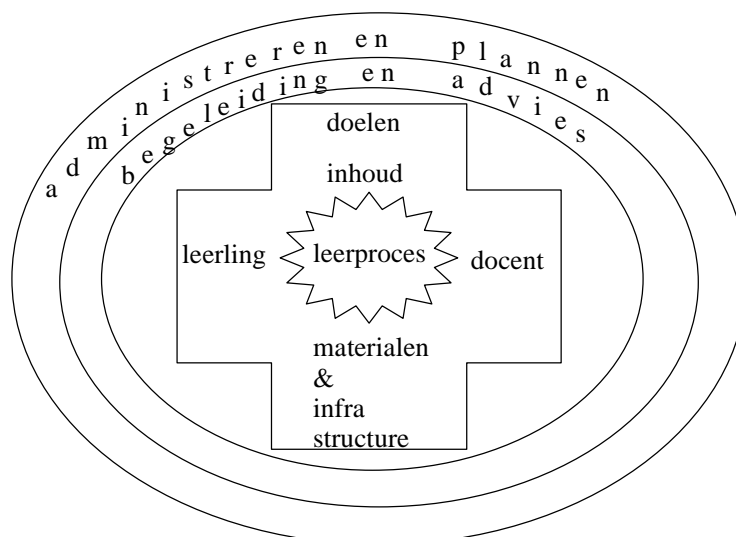 administreren en plannen
begeleiding en advies
doelen
inhoud
leerling
leerproces
docent
materialen
&
infra
structure